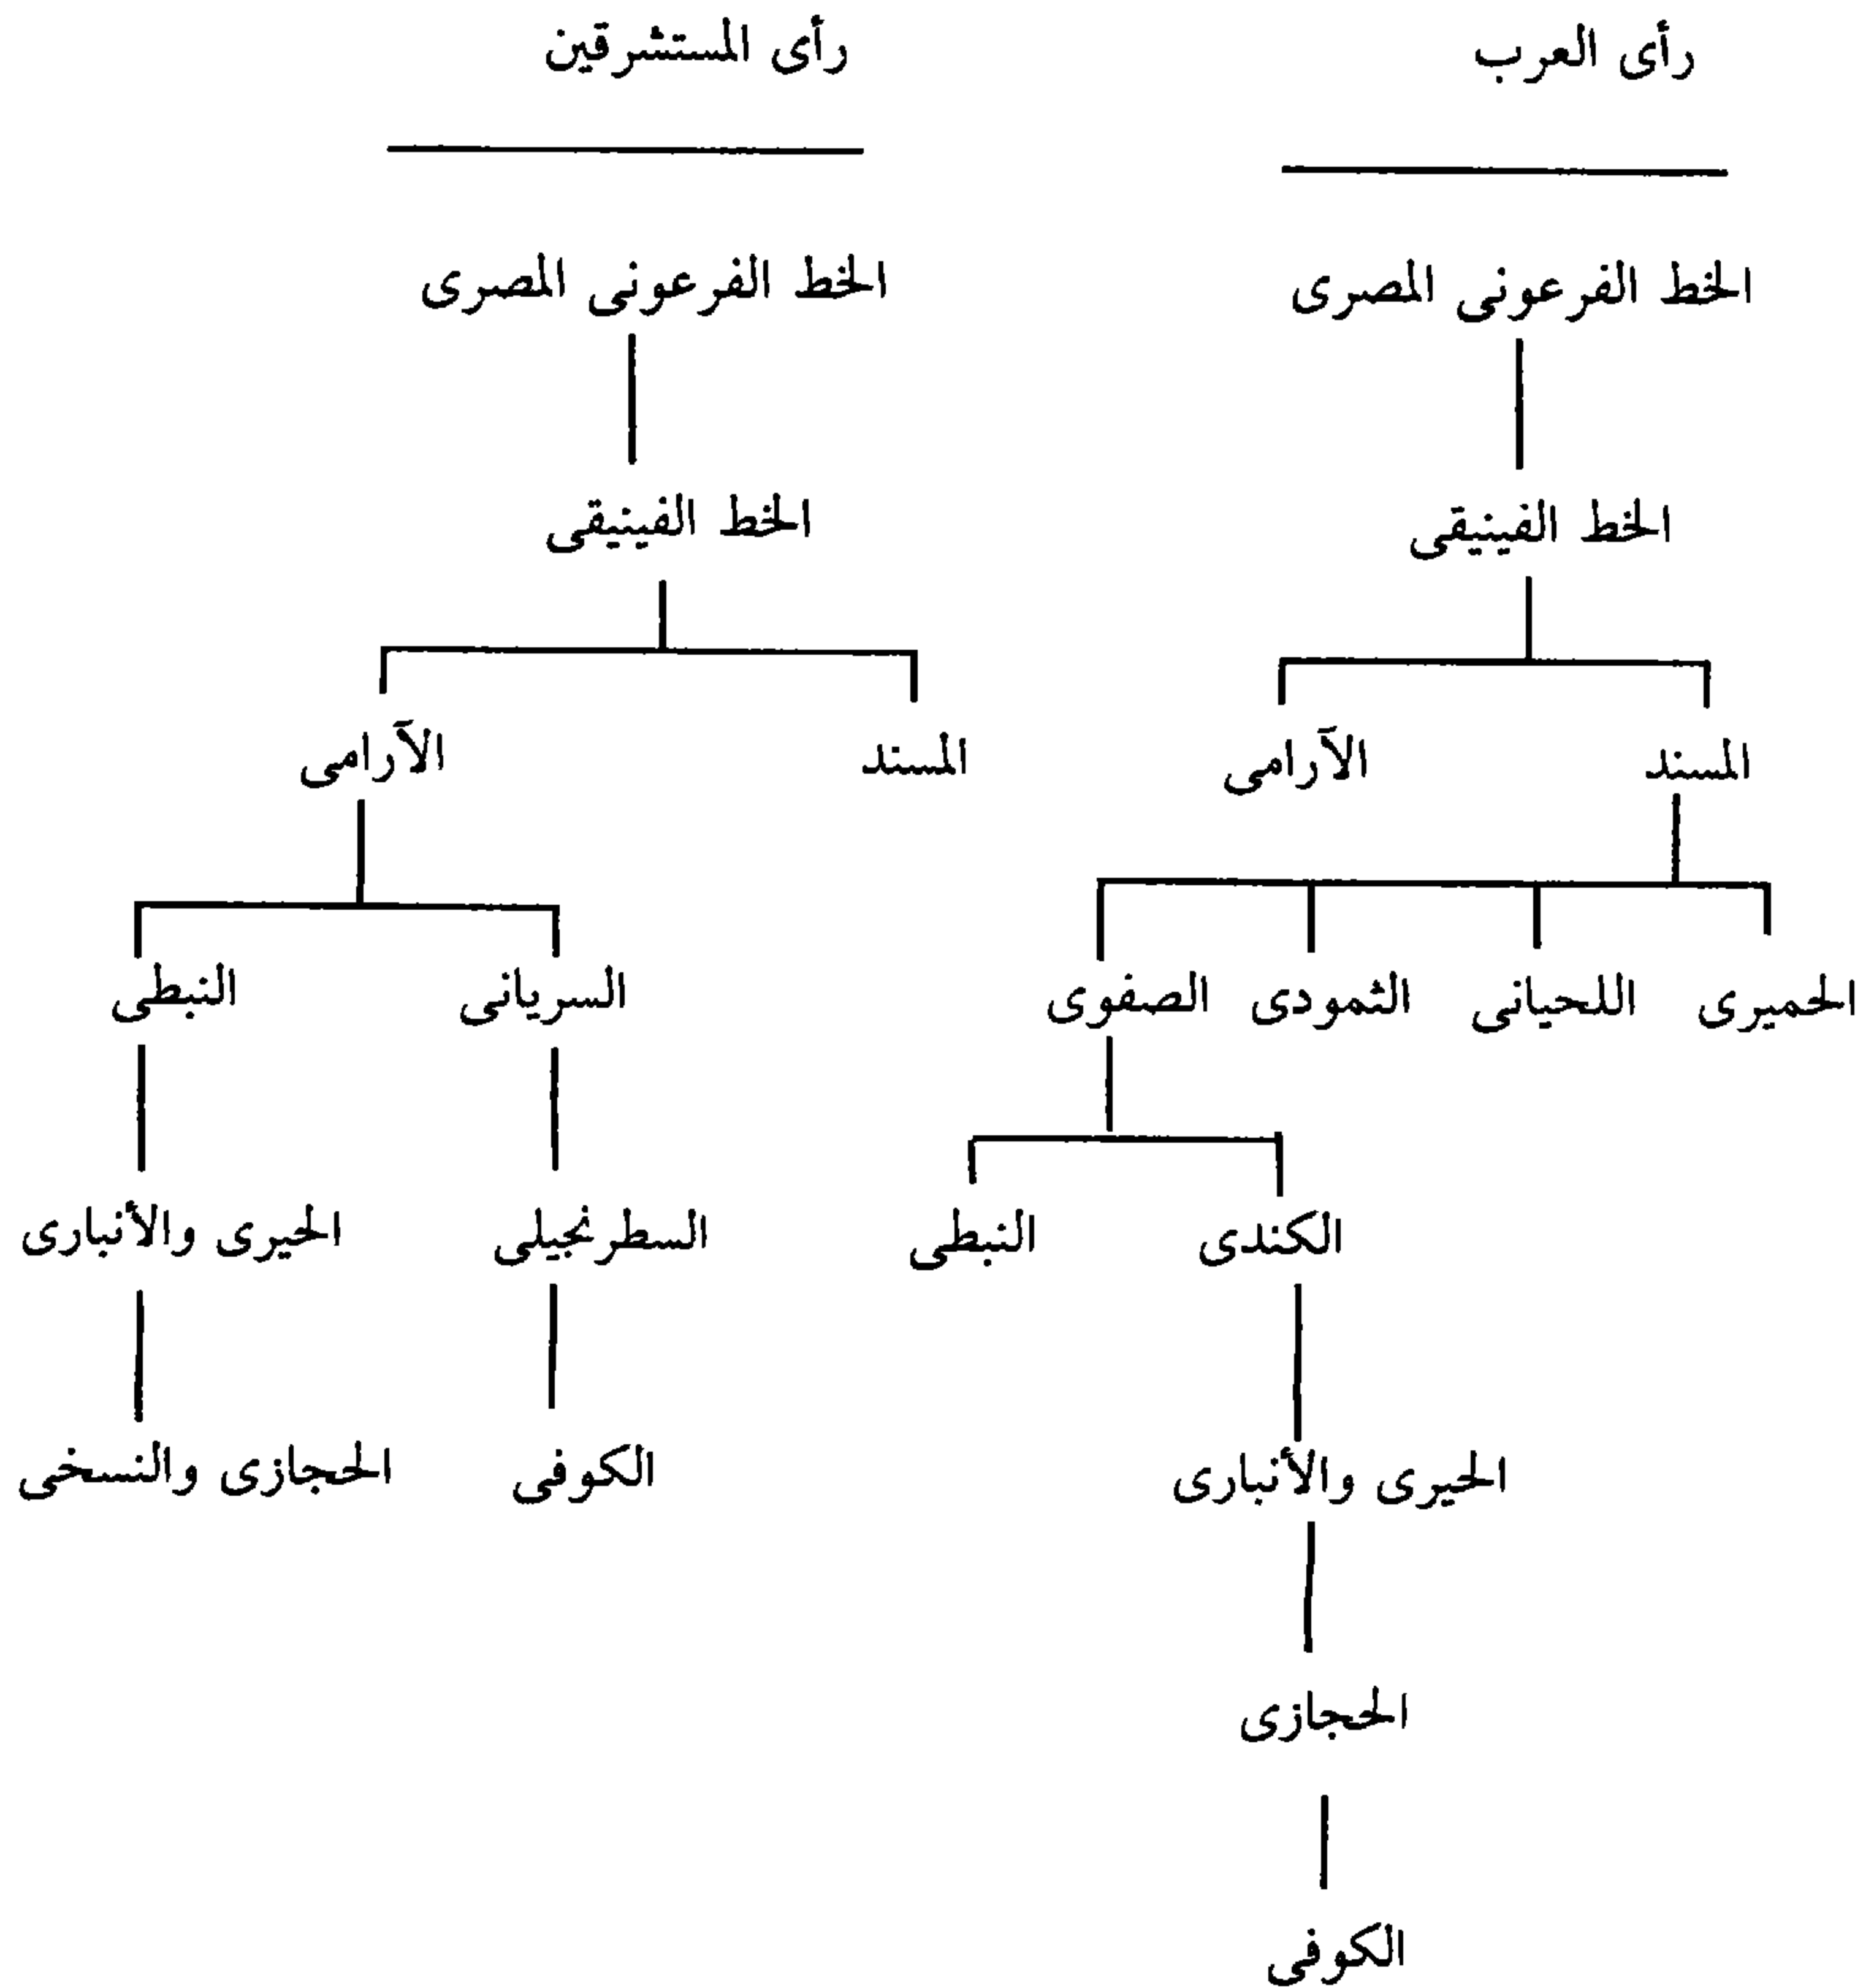 رأى العرب
رأى المستشرقين
الخط الفرعونى المصرى
الخط الفرعونى المصرى
الخط الفينيقى
الخط الفينيقى
المسند
الآرامى
المسند
الآرامى
الحميرى
اللحيانى
الثمودى
الصفوى
السريانى
النبطى
الكندى
النبطى
السطرنجيلى
الحيرى والأنبارى
الحيرى والأنبارى
الكوفى
الحجازى والنسخى
الحجازى
الكوفى